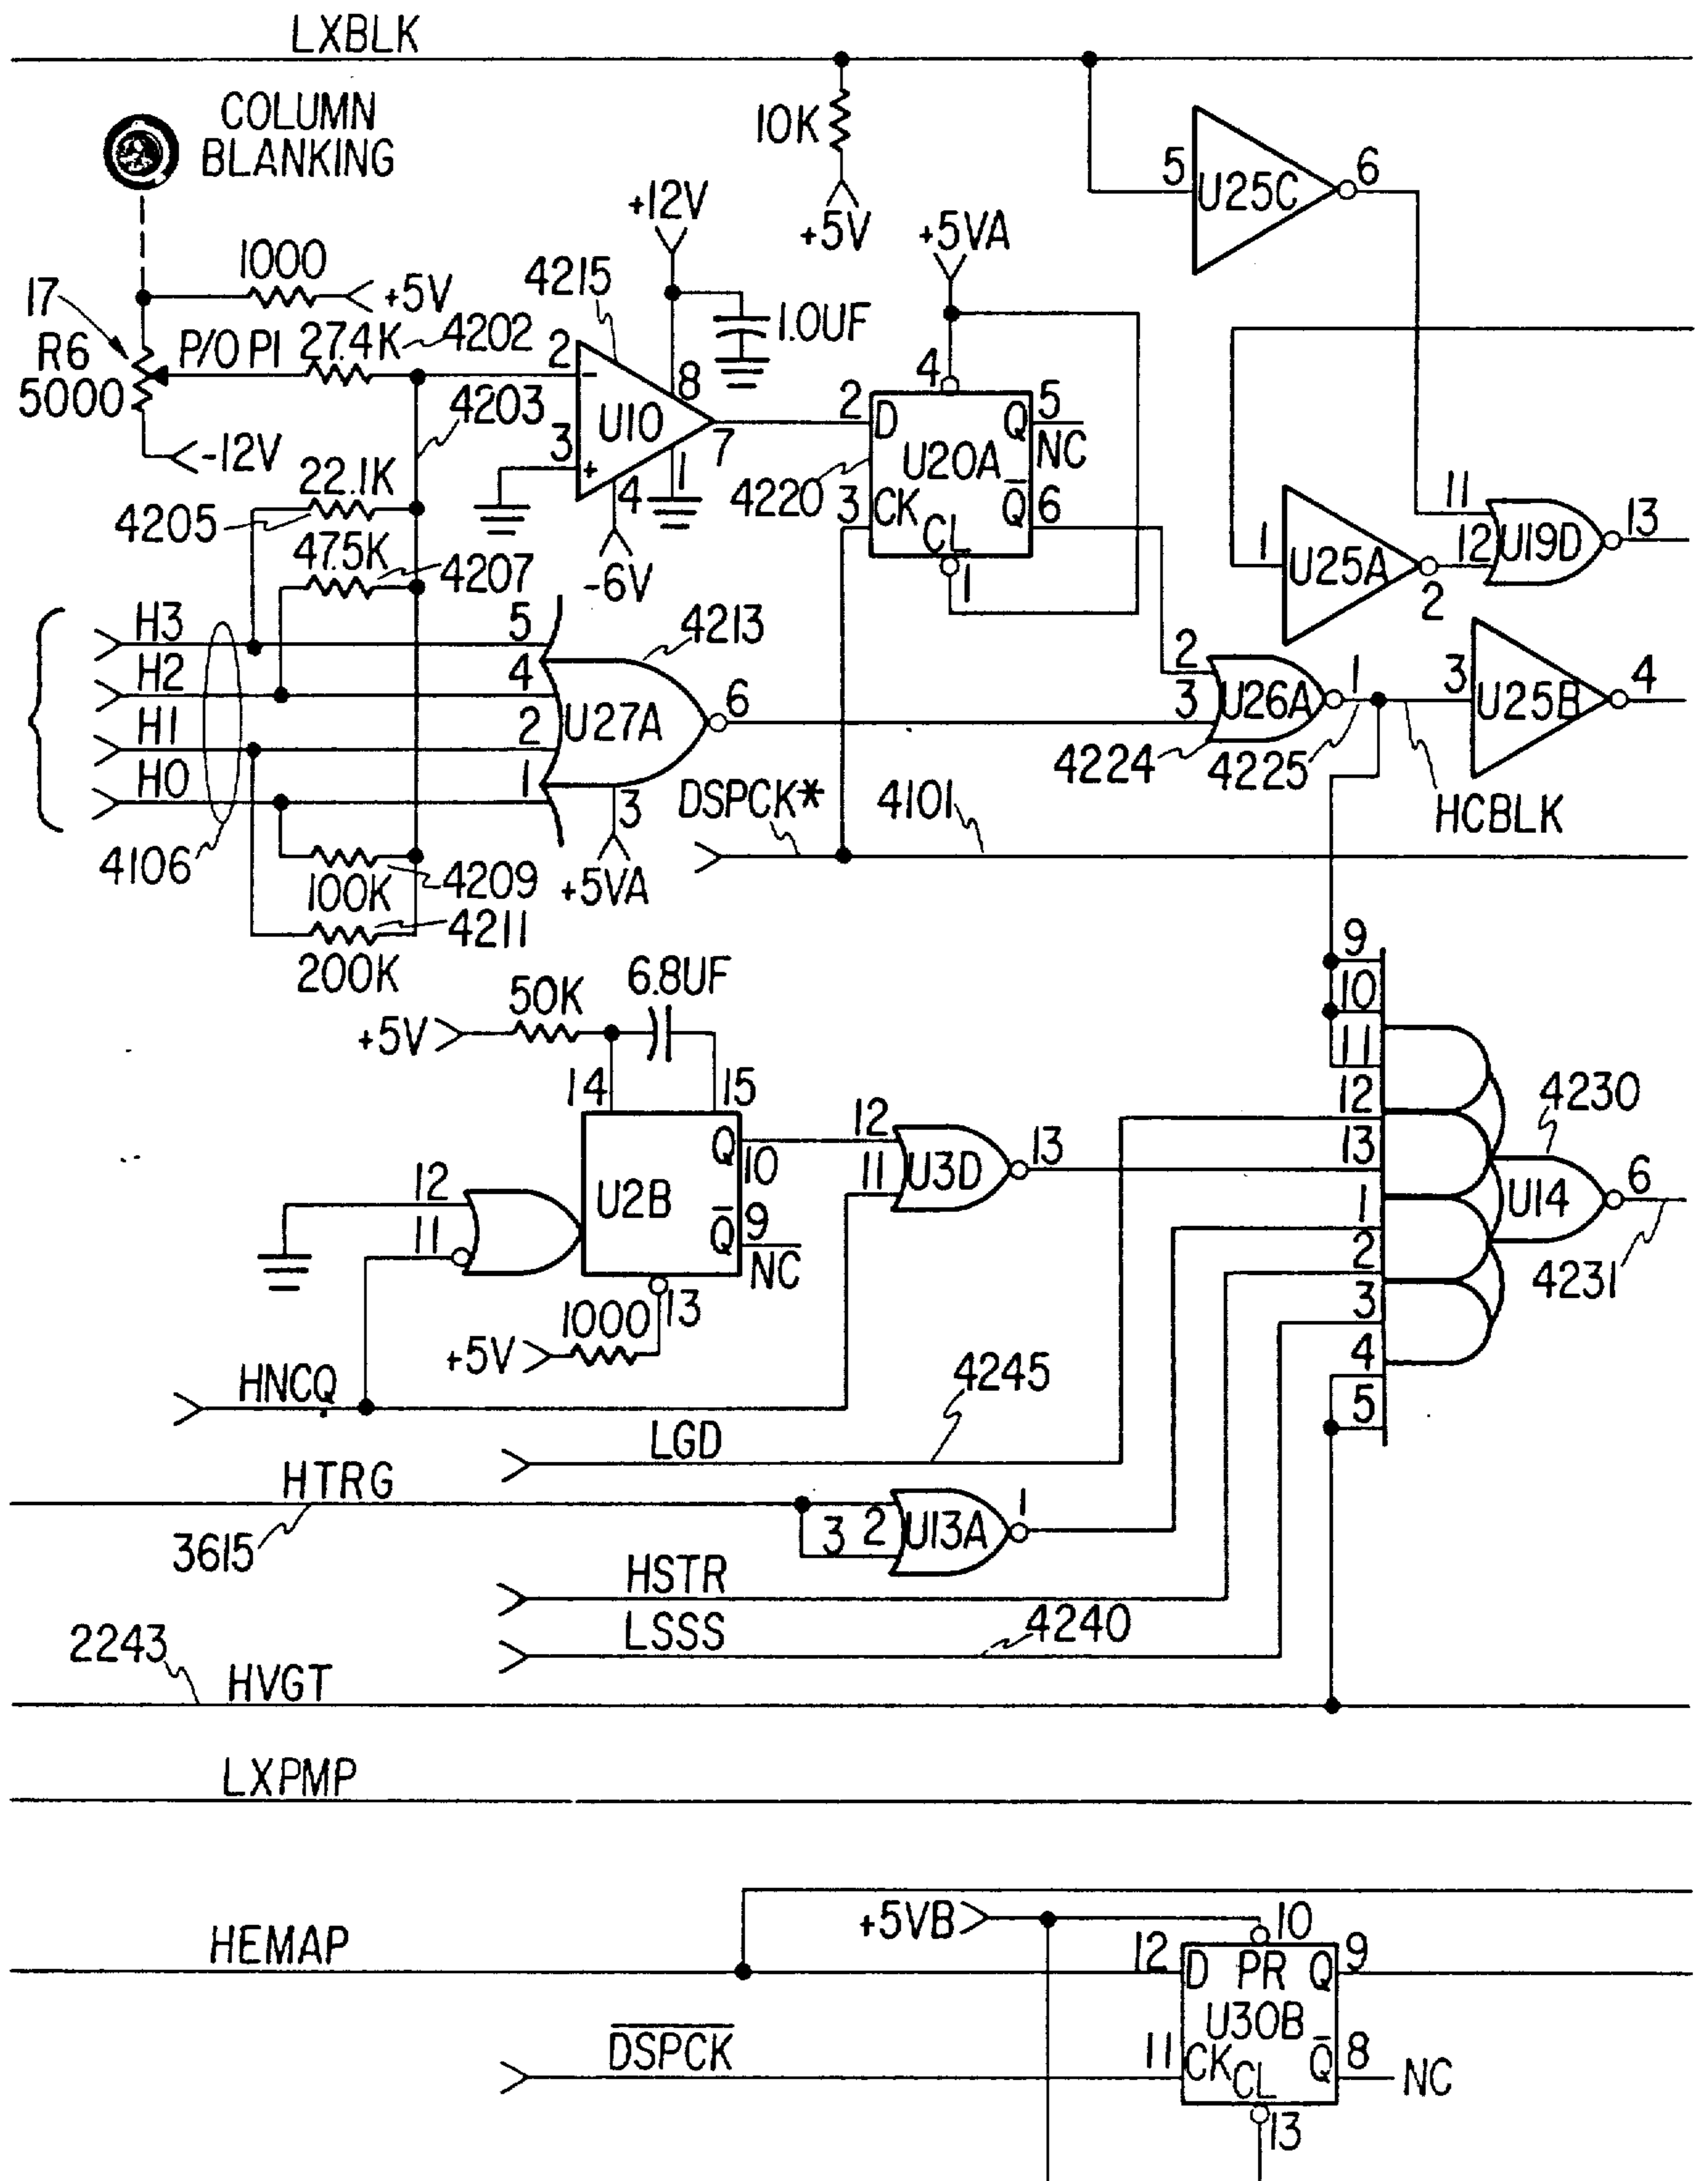 LXBLK
COLUMN
BLANKING
10K
+5V
5
U25C
6
+12V
+5VA
1000
+5V
17
R6
5000
P/O P1
27.4K
4202
4215
1.0UF
-12V
4203
2
-
3
+
U10
8
7
1
4
-6V
4
2
D
Q
5
NC
U20A
4220
3
CK
CL
Q̅
6
1
22.1K
4205
47.5K
4207
11
12
U19D
13
1
U25A
2
H3
H2
H1
H0
4106
5
4
2
1
U27A
4213
6
3
+5VA
2
3
U26A
1
4224
4225
3
U25B
4
HCBLK
DSPCK*
4101
100K
4209
200K
4211
50K
6.8UF
+5V
14
15
12
11
U2B
Q
10
Q̅
9
NC
13
1000
+5V
12
11
U3D
13
9
10
11
12
13
1
2
3
4
5
4230
U14
6
4231
HNCQ
LGD
4245
HTRG
3615
3
2
U13A
1
HSTR
LSSS
4240
2243
HVGT
LXPMP
+5VB
10
HEMAP
12
D
PR
Q
9
U30B
DSPCK
11
CK
CL
Q̅
8
NC
13